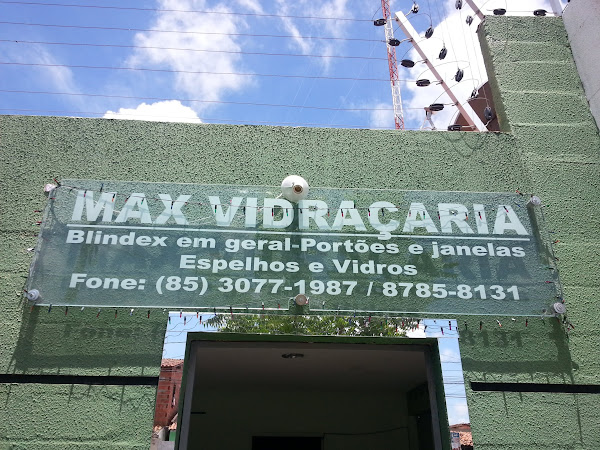 MAX VIDRAÇARIA
Blindex em geral-Portões e janelas
Espelhos e Vidros
Fone: (85) 3077-1987 / 8785-8131